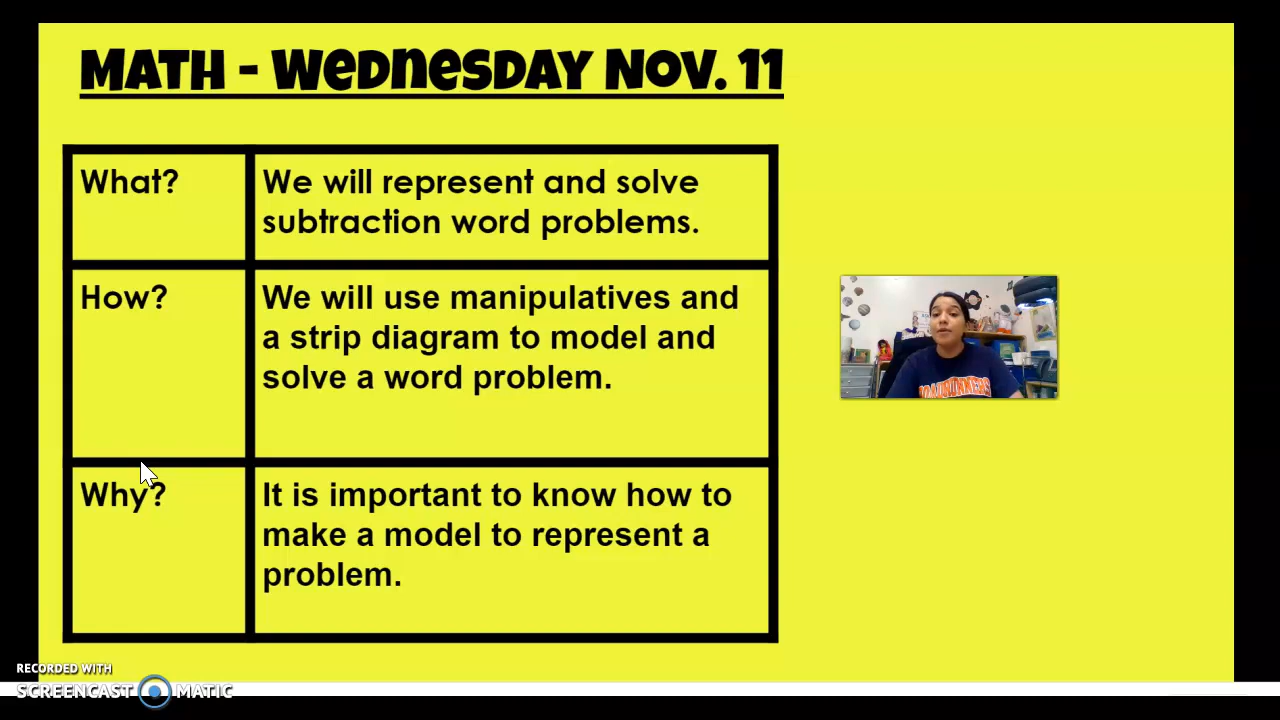 Math - Wednesday Nov. 11
What?
We will represent and solve
subtraction word problems.
How?
We will use manipulatives and
a strip diagram to model and
solve a word problem.
Why?
It is important to know how to
make a model to represent a
problem.
ROADRUNNERS
RECORDED WITH
SCREENCAST MATIC